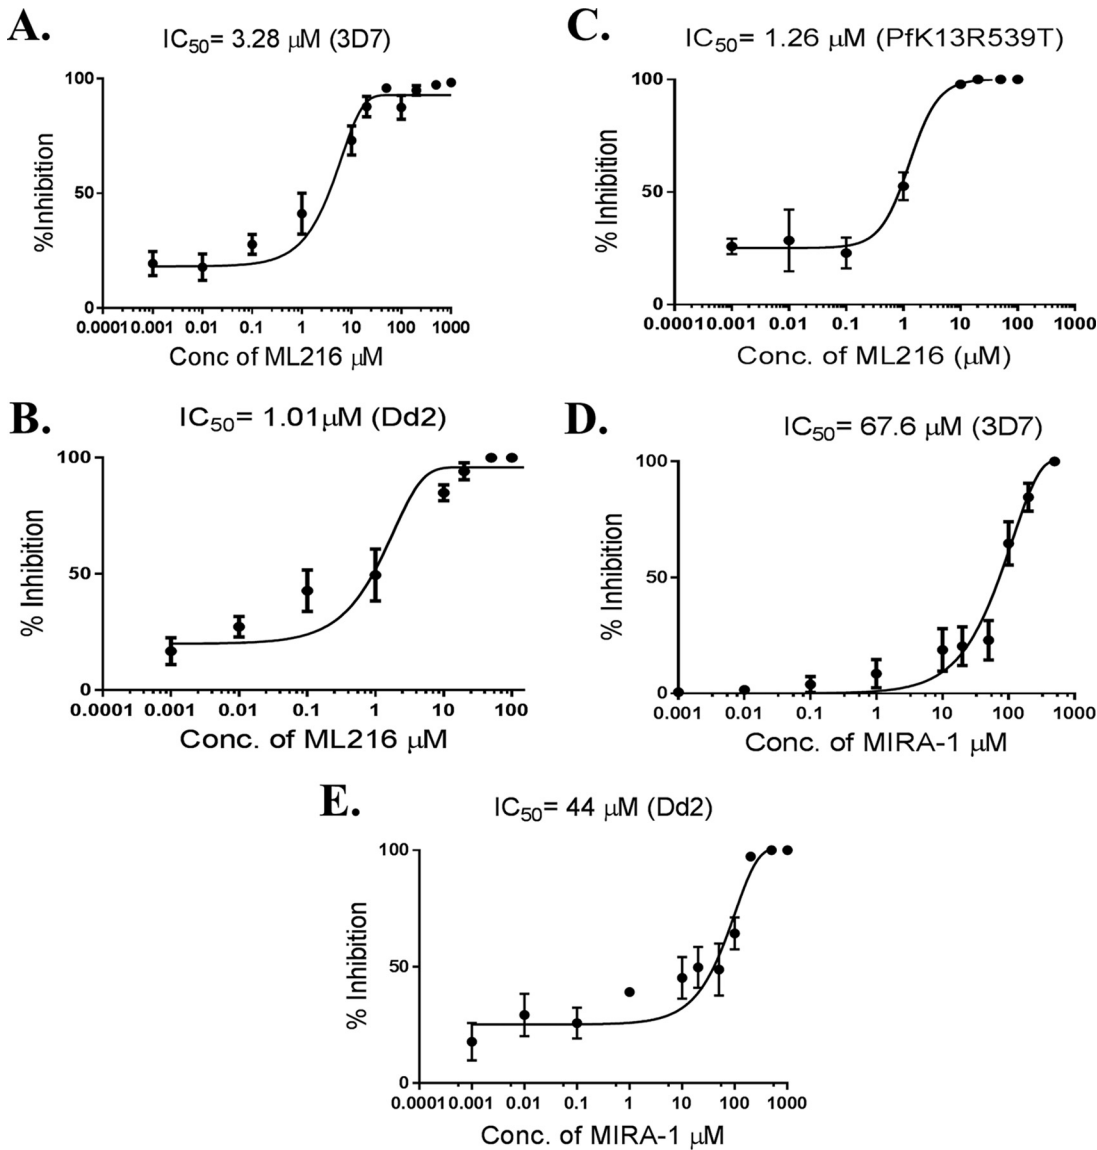 A.
IC50= 3.28 μM (3D7)
100
50
0
%Inhibition
0.0001 0.001 0.01 0.1 1 10 100 1000
Conc of ML216 μM
C.
IC50= 1.26 μM (PfK13R539T)
100
50
0
% Inhibition
0.0001 0.001 0.01 0.1 1 10 100 1000
Conc. of ML216 (μM)
B.
IC50= 1.01μM (Dd2)
100
50
0
% Inhibition
0.0001 0.001 0.01 0.1 1 10 100
Conc. of ML216 μM
D.
IC50= 67.6 μM (3D7)
100
50
0
% Inhibition
0.001 0.01 0.1 1 10 100 1000
Conc. of MIRA-1 μM
E.
IC50= 44 μM (Dd2)
100
50
0
% Inhibition
0.0001 0.001 0.01 0.1 1 10 100 1000
Conc. of MIRA-1 μM